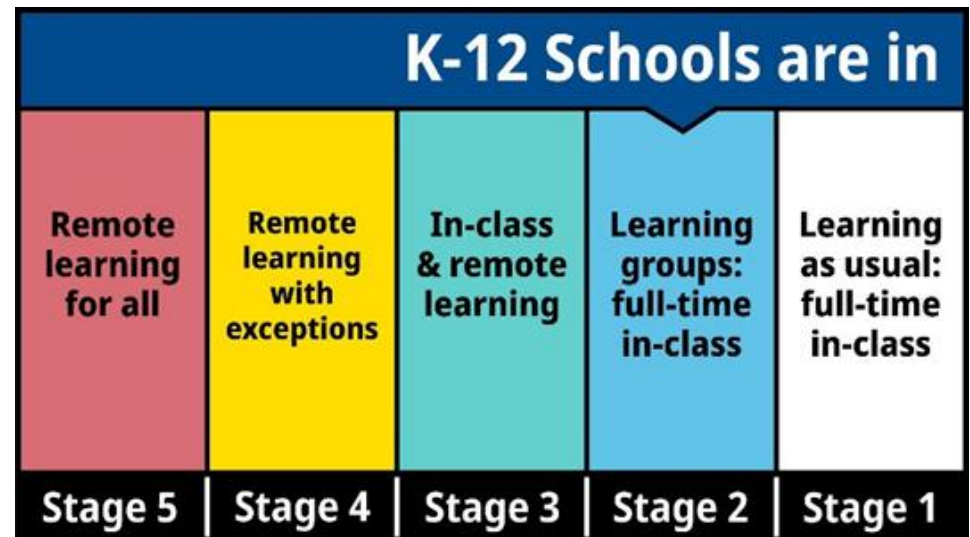 K-12 Schools are in
Remote
learning
for all
Remote
learning
with
exceptions
In-class
& remote
learning
Learning
groups:
full-time
in-class
Learning
as usual:
full-time
in-class
Stage 5
Stage 4
Stage 3
Stage 2
Stage 1